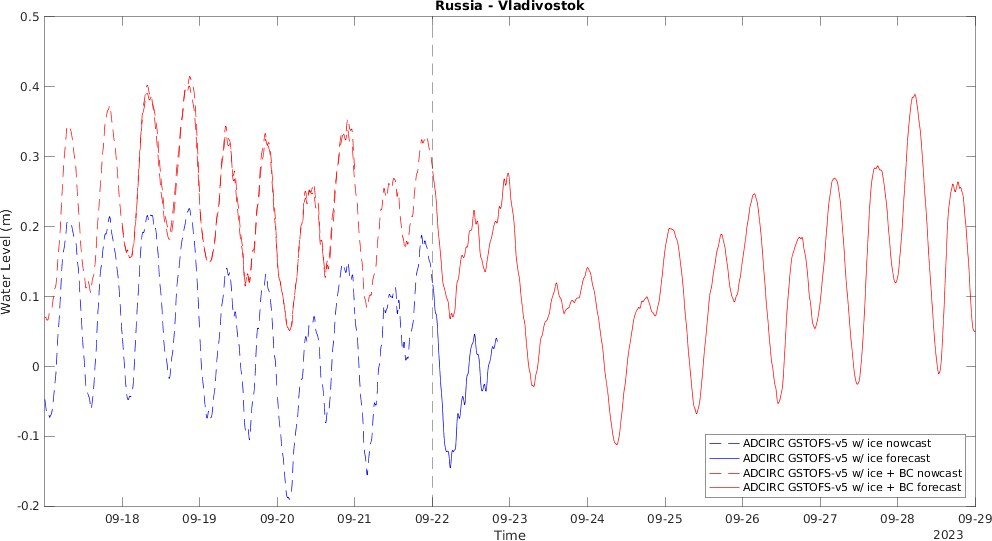 Russia - Vladivostok
Water Level (m)
0.5
0.4
0.3
0.2
0.1
0
-0.1
-0.2
ADCIRC GSTOFS-v5 w/ ice nowcast
ADCIRC GSTOFS-v5 w/ ice forecast
ADCIRC GSTOFS-v5 w/ ice + BC nowcast
ADCIRC GSTOFS-v5 w/ ice + BC forecast
09-18 09-19 09-20 09-21 09-22 09-23 09-24 09-25 09-26 09-27 09-28 09-29
Time 2023